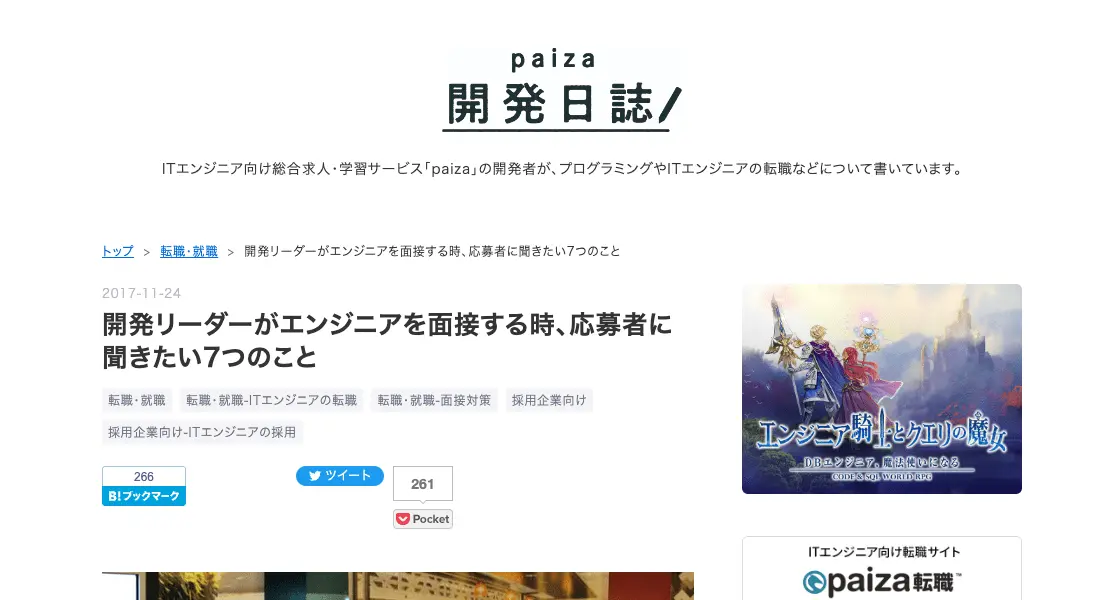 paiza
開発日誌
ITエンジニア向け総合求人・学習サービス「paiza」の開発者が、プログラミングやITエンジニアの転職などについて書いています。
トップ > 転職・就職 > 開発リーダーがエンジニアを面接する時、応募者に聞きたい7つのこと
2017-11-24
開発リーダーがエンジニアを面接する時、応募者に
聞きたい7つのこと
転職・就職 転職・就職-ITエンジニアの転職 転職・就職-面接対策 採用企業向け
採用企業向け-ITエンジニアの採用
266
B!ブックマーク
ツイート
261
Pocket
エンジニア騎士とクエリの魔女
DBエンジニア、魔法使いになる
CODE & SQL WORLD RPG
ITエンジニア向け転職サイト
paiza転職™